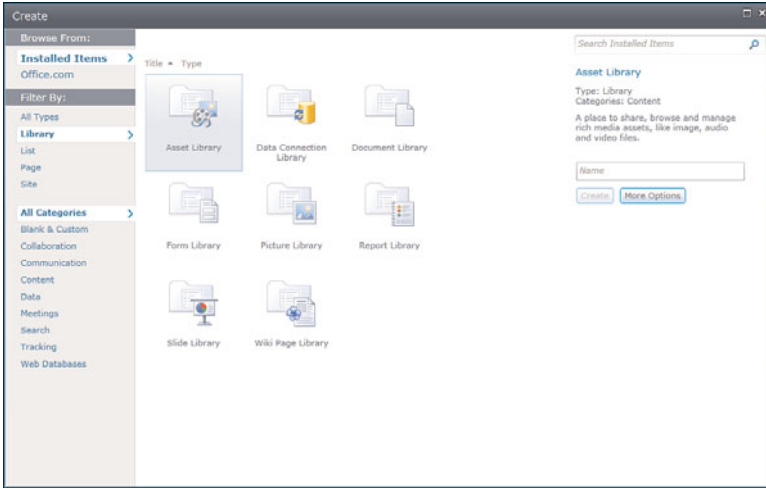 Create
Browse From:
Installed Items
Office.com
Filter By:
All Types
Library
List
Page
Site
All Categories
Blank & Custom
Collaboration
Communication
Content
Data
Meetings
Search
Tracking
Web Databases
Title Type
Asset Library
Data Connection
Library
Document Library
Form Library
Picture Library
Report Library
Slide Library
Wiki Page Library
Search Installed Items
Asset Library
Type: Library
Categories: Content
A place to share, browse and manage
rich media assets, like image, audio
and video files.
Name
Create More Options